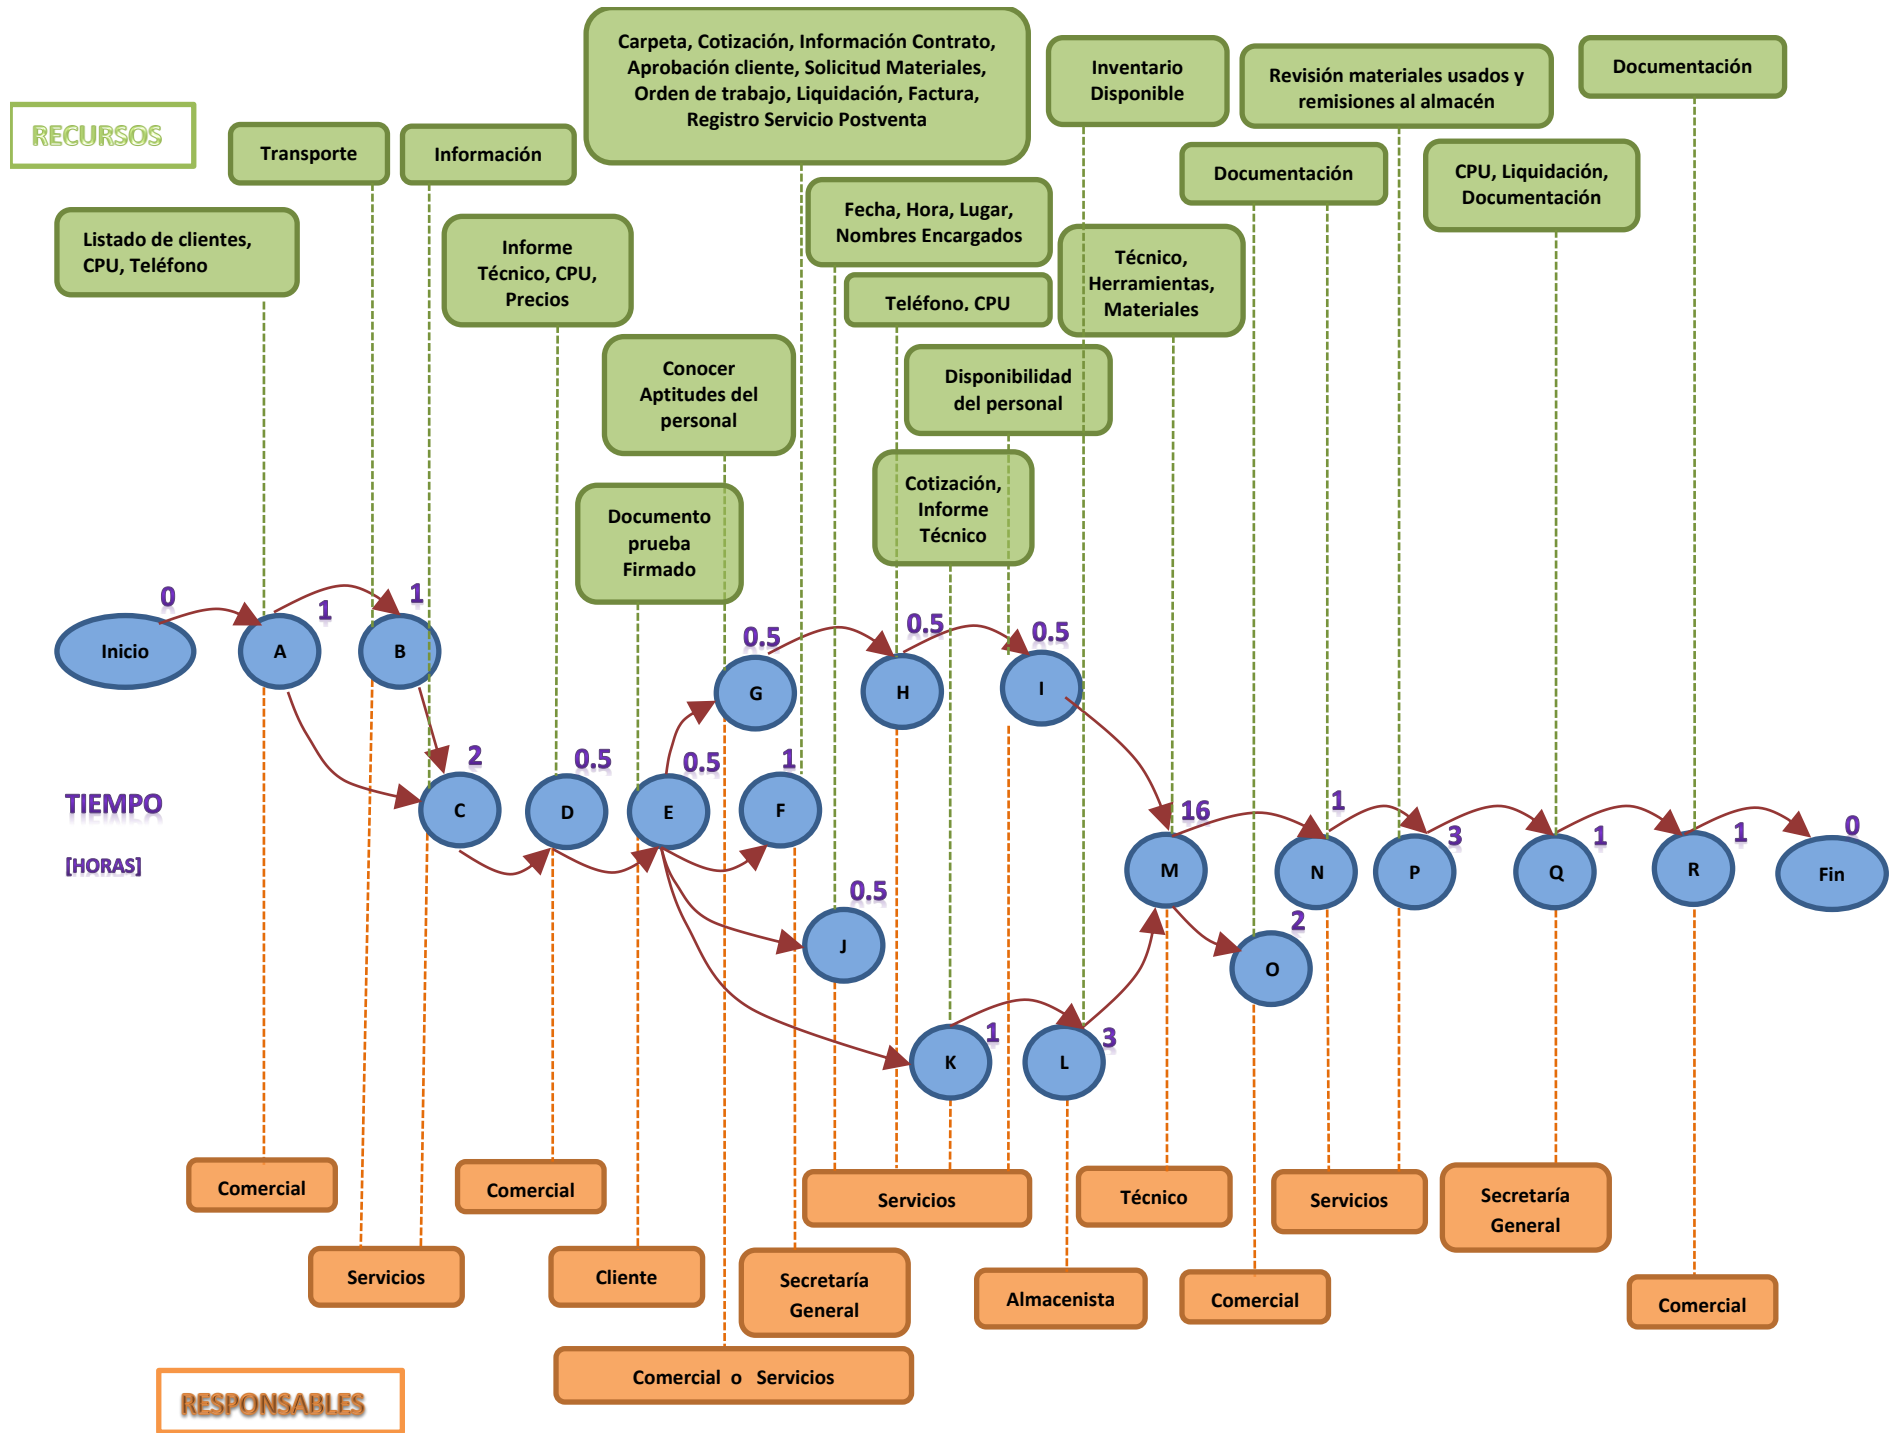 Carpeta, Cotización, Información Contrato,
Aprobación cliente, Solicitud Materiales,
Orden de trabajo, Liquidación, Factura,
Registro Servicio Postventa
Inventario
Disponible
Revisión materiales usados y
remisiones al almacén
Documentación
RECURSOS
Transporte
Información
Documentación
CPU, Liquidación,
Documentación
Listado de clientes,
CPU, Teléfono
Informe
Técnico, CPU,
Precios
Fecha, Hora, Lugar,
Nombres Encargados
Técnico,
Herramientas,
Materiales
Teléfono. CPU
Conocer
Aptitudes del
personal
Disponibilidad
del personal
Cotización,
Informe
Técnico
Documento
prueba
Firmado
0
1
1
0.5
0.5
0.5
Inicio
A
B
G
H
I
2
0.5
0.5
1
TIEMPO
[HORAS]
C
D
E
F
16
1
3
1
1
0
M
N
P
Q
R
Fin
0.5
J
2
O
1
3
K
L
Comercial
Comercial
Servicios
Técnico
Servicios
Secretaría
General
Servicios
Cliente
Secretaría
General
Almacenista
Comercial
Comercial
Comercial o Servicios
RESPONSABLES